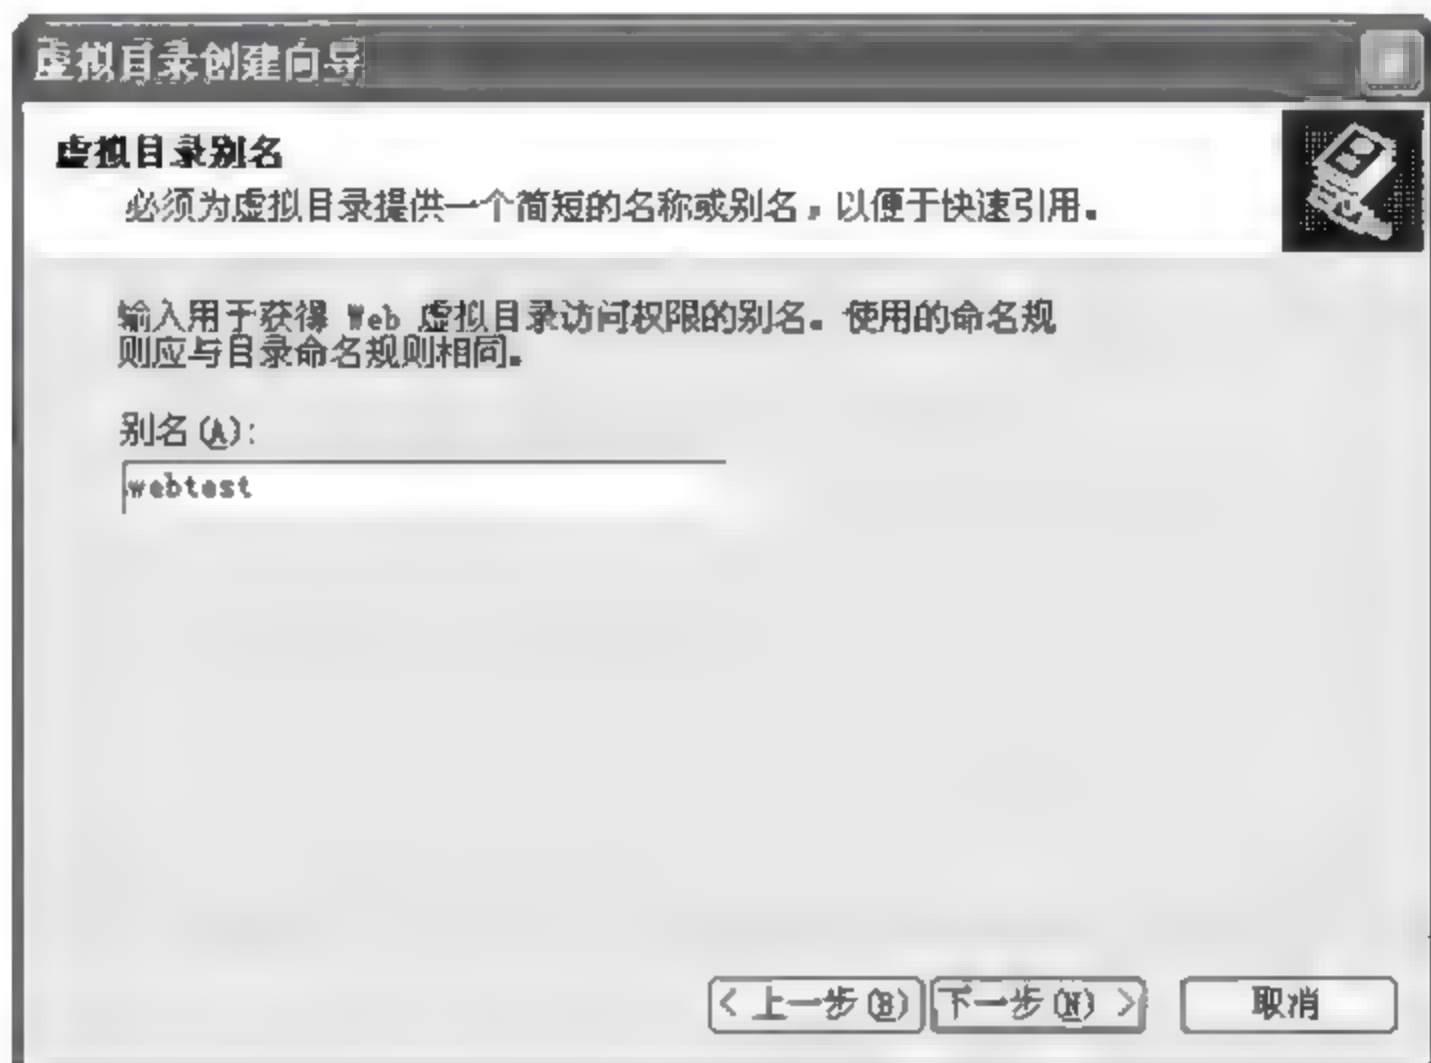 虚拟目录创建向导
虚拟目录别名
必须为虚拟目录提供一个简短的名称或别名，以便于快速引用。
输入用于获得 Web 虚拟目录访问权限的别名。使用的命名规
则应与目录命名规则相同。
别名(A):
webtest
< 上一步(B) 下一步(N) > 取消